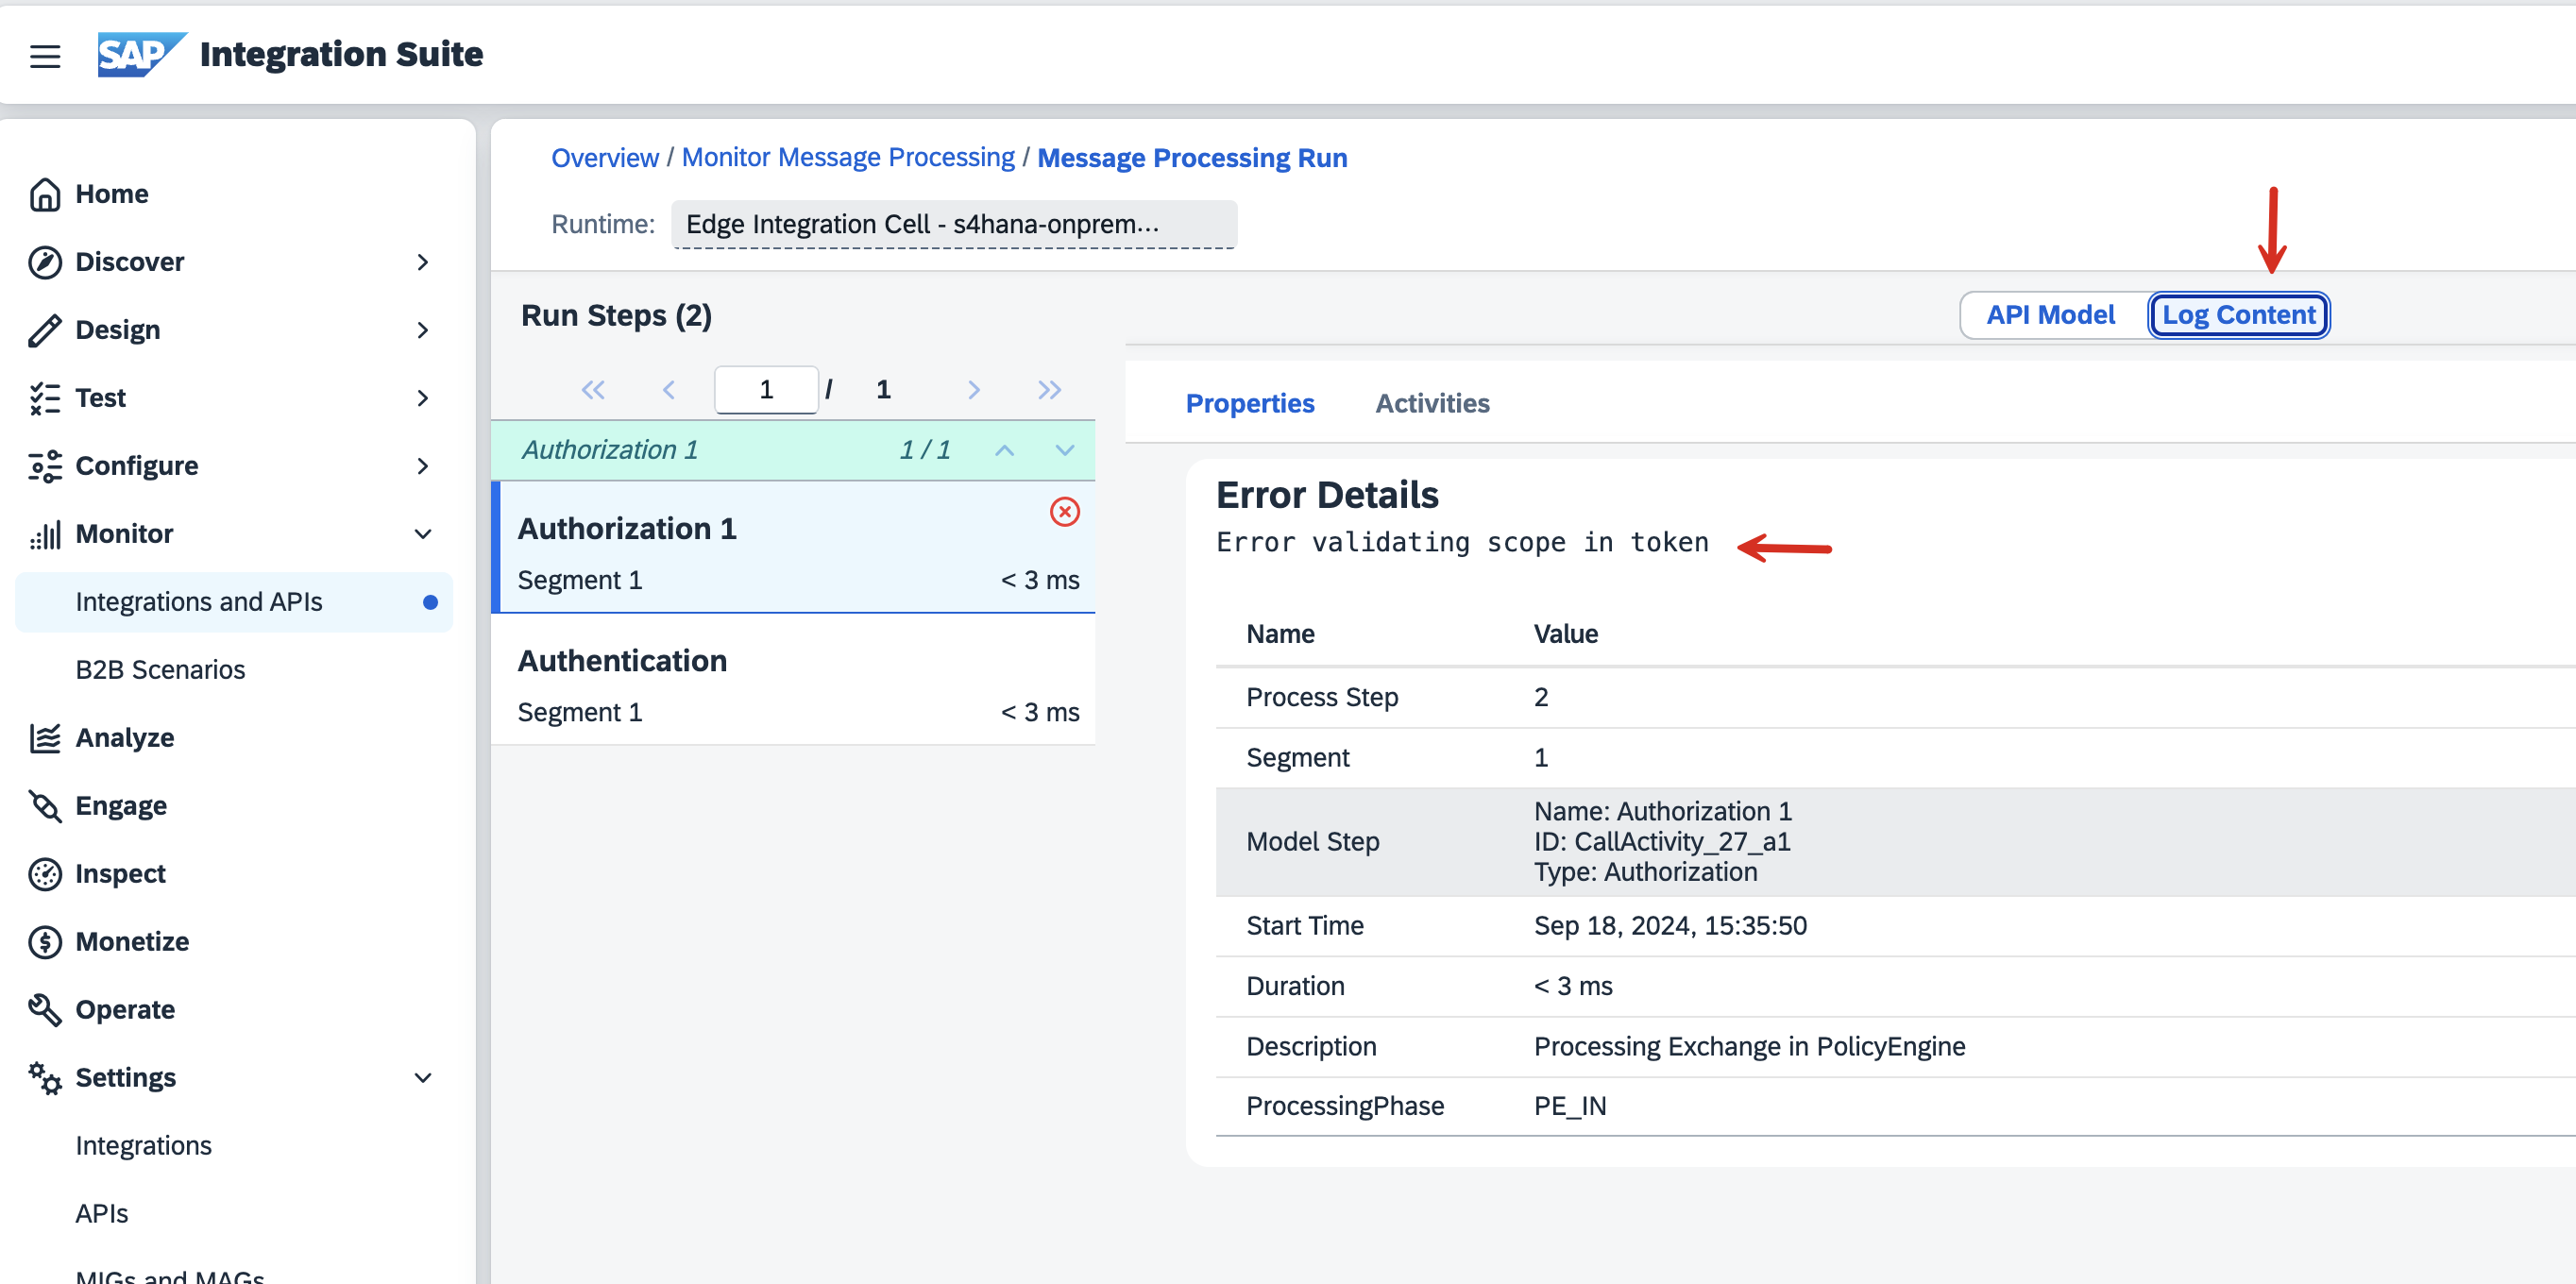 SAP Integration Suite
Home
Discover
Design
Test
Configure
Monitor
Integrations and APIs
B2B Scenarios
Analyze
Engage
Inspect
Monetize
Operate
Settings
Integrations
APIs
MIGs and MAGs
Overview / Monitor Message Processing / Message Processing Run
Runtime: Edge Integration Cell - s4hana-onprem...
Run Steps (2)
1 / 1
Authorization 1 1 / 1
Authorization 1
Segment 1 < 3 ms
Authentication
Segment 1 < 3 ms
API Model Log Content
Properties Activities
Error Details
Error validating scope in token
Name Value
Process Step 2
Segment 1
Model Step Name: Authorization 1
ID: CallActivity_27_a1
Type: Authorization
Start Time Sep 18, 2024, 15:35:50
Duration < 3 ms
Description Processing Exchange in PolicyEngine
ProcessingPhase PE_IN